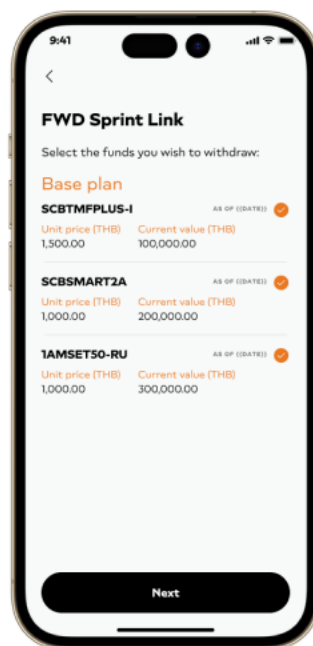 9:41
FWD Sprint Link
Select the funds you wish to withdraw:
Base plan
SCBTMFPLUS-I AS OF {{DATE}}
Unit price (THB) Current value (THB)
1,500.00 100,000.00
SCBSMART2A AS OF {{DATE}}
Unit price (THB) Current value (THB)
1,000.00 200,000.00
1AMSET50-RU AS OF {{DATE}}
Unit price (THB) Current value (THB)
1,000.00 300,000.00
Next